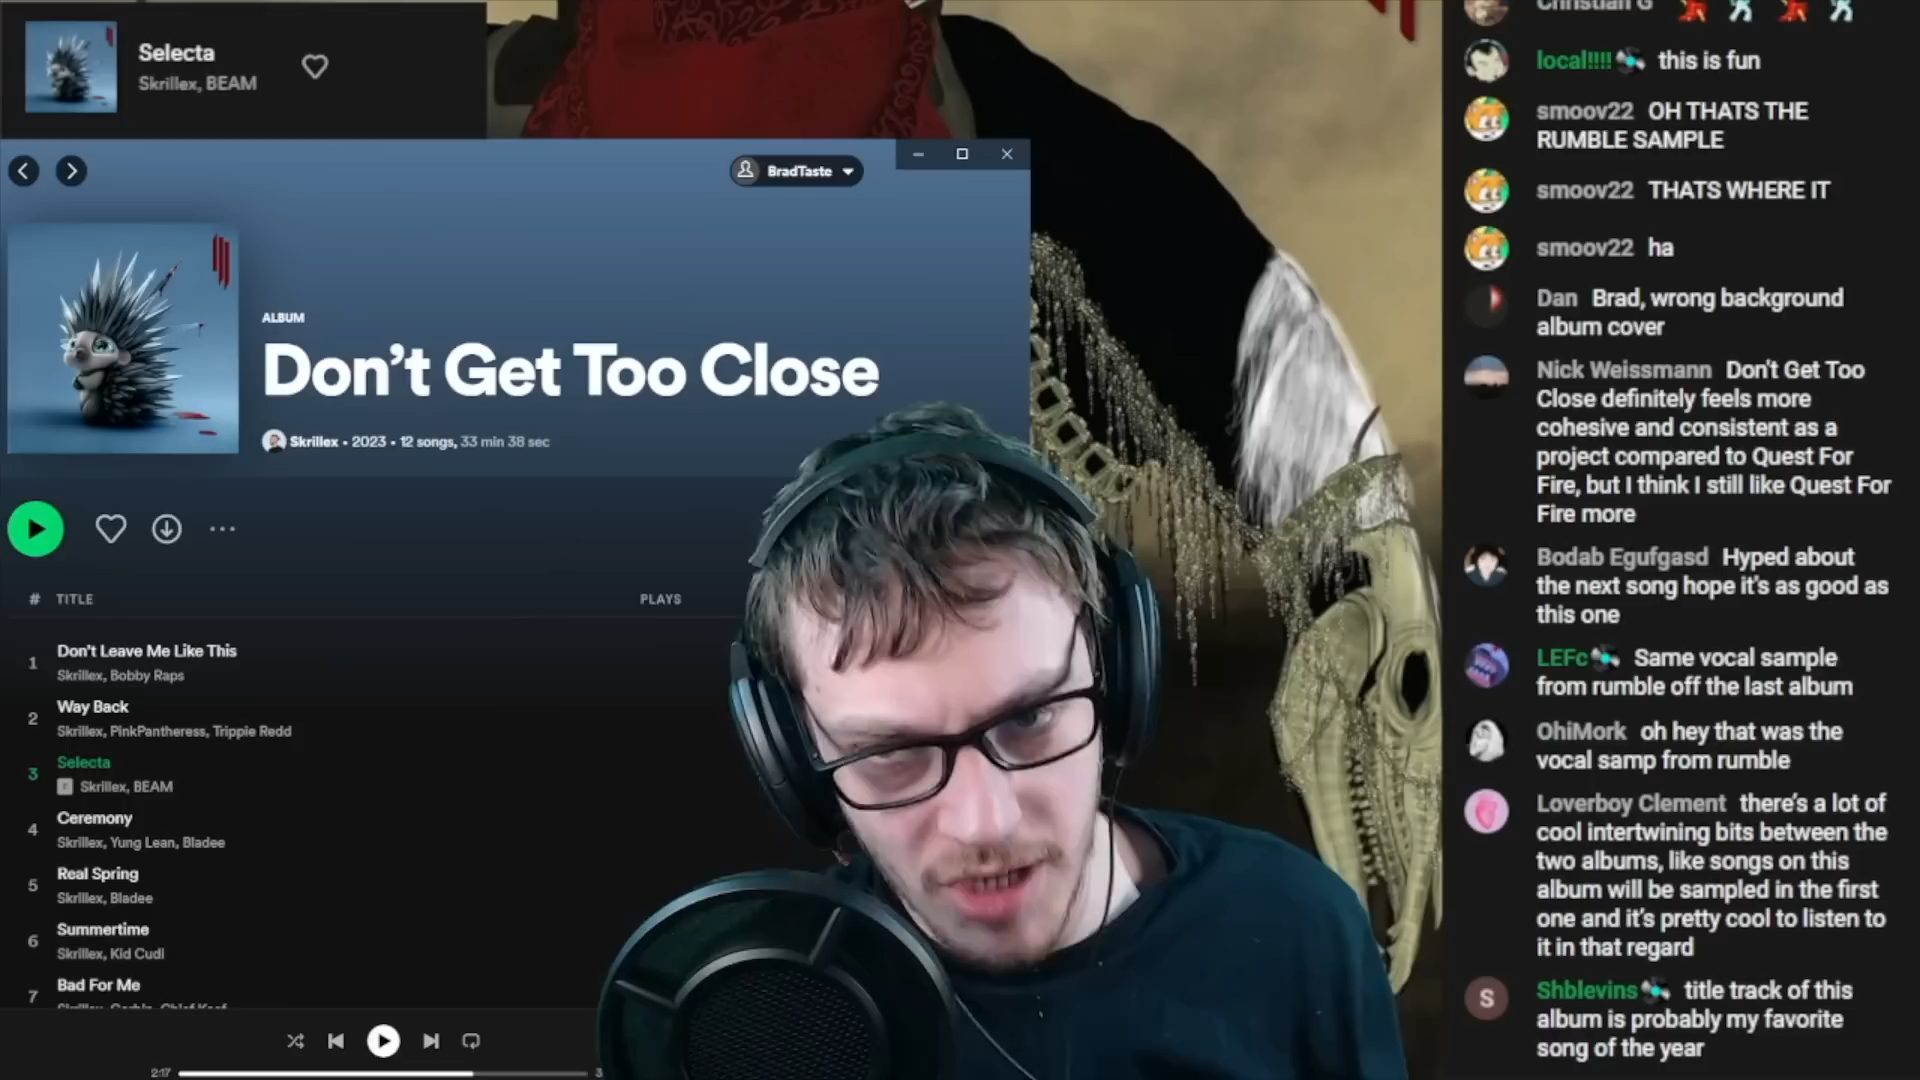 Selecta
Skrillex, BEAM
BradTaste
ALBUM
Don't Get Too Close
Skrillex • 2023 • 12 songs, 33 min 38 sec
# TITLE PLAYS
1 Don't Leave Me Like This
Skrillex, Bobby Raps
2 Way Back
Skrillex, PinkPantheress, Trippie Redd
3 Selecta
E Skrillex, BEAM
4 Ceremony
Skrillex, Yung Lean, Bladee
5 Real Spring
Skrillex, Bladee
6 Summertime
Skrillex, Kid Cudi
7 Bad For Me
2:17 3
Christian G
local!!!! this is fun
smoov22 OH THATS THE
RUMBLE SAMPLE
smoov22 THATS WHERE IT
smoov22 ha
Dan Brad, wrong background
album cover
Nick Weissmann Don't Get Too
Close definitely feels more
cohesive and consistent as a
project compared to Quest For
Fire, but I think I still like Quest For
Fire more
Bodab Egufgasd Hyped about
the next song hope it's as good as
this one
LEFc Same vocal sample
from rumble off the last album
OhiMork oh hey that was the
vocal samp from rumble
Loverboy Clement there's a lot of
cool intertwining bits between the
two albums, like songs on this
album will be sampled in the first
one and it's pretty cool to listen to
it in that regard
S
Shblevins title track of this
album is probably my favorite
song of the year